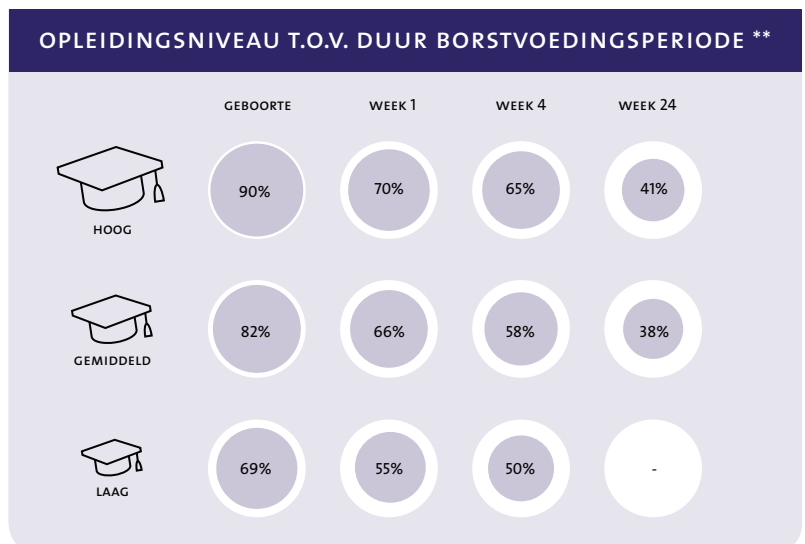 OPLEIDINGSNIVEAU T.O.V. DUUR BORSTVOEDINGSPERIODE **
GEBOORTE WEEK 1 WEEK 4 WEEK 24
90% 70% 65% 41%
HOOG
82% 66% 58% 38%
GEMIDDELD
69% 55% 50% -
LAAG